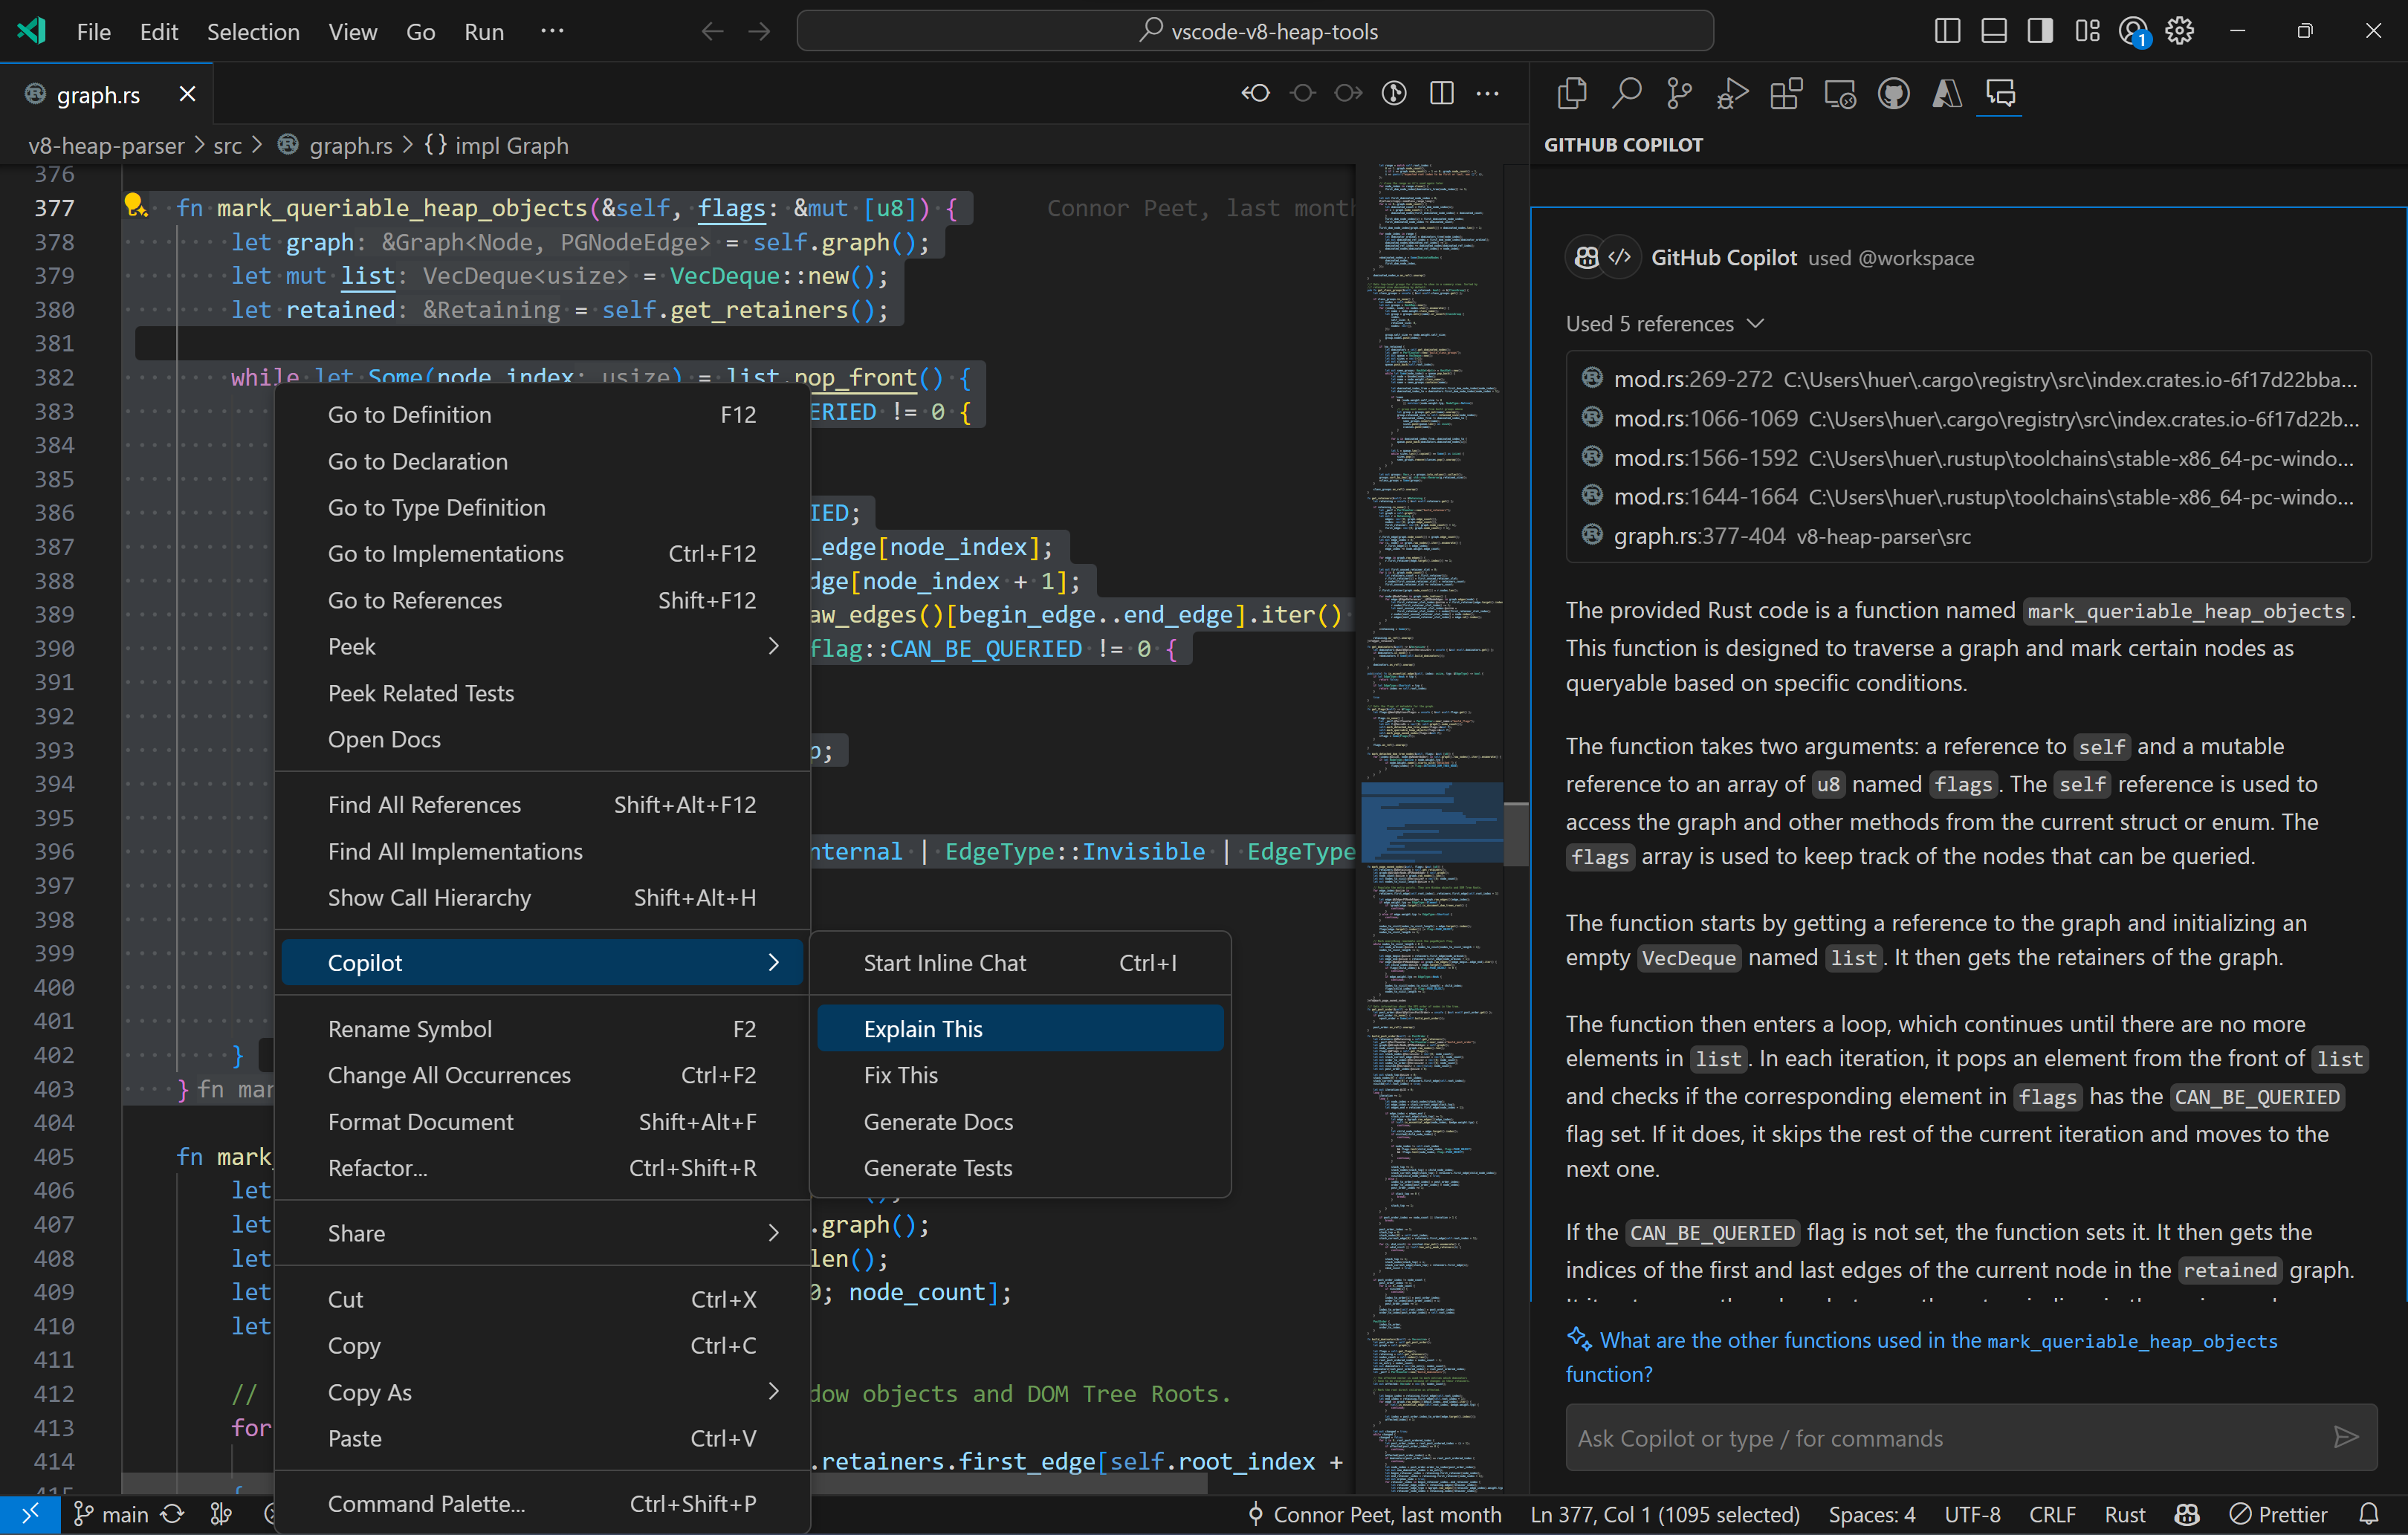 File Edit Selection View Go Run ···
vscode-v8-heap-tools
1
graph.rs
v8-heap-parser > src > graph.rs > {} impl Graph
376
377 fn mark_queriable_heap_objects(&self, flags: &mut [u8]) { Connor Peet, last month
378 let graph: &Graph<Node, PGNodeEdge> = self.graph();
379 let mut list: VecDeque<usize> = VecDeque::new();
380 let retained: &Retaining = self.get_retainers();
381
382 while let Some(node_index: usize) = list.pop_front() {
383 ERIED != 0 {
384
385
386 IED;
387 _edge[node_index];
388 dge[node_index + 1];
389 aw_edges()[begin_edge..end_edge].iter()
390 flag::CAN_BE_QUERIED != 0 {
391
392
393 p;
394
395
396 nternal | EdgeType::Invisible | EdgeType
397
398
399
400
401
402 }
403 } fn mar
404
405 fn mark_
406 let ();
407 let .graph();
408 let len();
409 let 0; node_count];
410 let
411
412 // dow objects and DOM Tree Roots.
413 for
414 .retainers.first_edge[self.root_index +
415 {
Go to Definition F12
Go to Declaration
Go to Type Definition
Go to Implementations Ctrl+F12
Go to References Shift+F12
Peek
Peek Related Tests
Open Docs
Find All References Shift+Alt+F12
Find All Implementations
Show Call Hierarchy Shift+Alt+H
Copilot
Rename Symbol F2
Change All Occurrences Ctrl+F2
Format Document Shift+Alt+F
Refactor... Ctrl+Shift+R
Share
Cut Ctrl+X
Copy Ctrl+C
Copy As
Paste Ctrl+V
Command Palette... Ctrl+Shift+P
Start Inline Chat Ctrl+I
Explain This
Fix This
Generate Docs
Generate Tests
GITHUB COPILOT
GitHub Copilot used @workspace
Used 5 references
mod.rs:269-272 C:\Users\huer\.cargo\registry\src\index.crates.io-6f17d22bba...
mod.rs:1066-1069 C:\Users\huer\.cargo\registry\src\index.crates.io-6f17d22b...
mod.rs:1566-1592 C:\Users\huer\.rustup\toolchains\stable-x86_64-pc-windo...
mod.rs:1644-1664 C:\Users\huer\.rustup\toolchains\stable-x86_64-pc-windo...
graph.rs:377-404 v8-heap-parser\src
The provided Rust code is a function named mark_queriable_heap_objects.
This function is designed to traverse a graph and mark certain nodes as
queryable based on specific conditions.
The function takes two arguments: a reference to self and a mutable
reference to an array of u8 named flags. The self reference is used to
access the graph and other methods from the current struct or enum. The
flags array is used to keep track of the nodes that can be queried.
The function starts by getting a reference to the graph and initializing an
empty VecDeque named list. It then gets the retainers of the graph.
The function then enters a loop, which continues until there are no more
elements in list. In each iteration, it pops an element from the front of list
and checks if the corresponding element in flags has the CAN_BE_QUERIED
flag set. If it does, it skips the rest of the current iteration and moves to the
next one.
If the CAN_BE_QUERIED flag is not set, the function sets it. It then gets the
indices of the first and last edges of the current node in the retained graph.
What are the other functions used in the mark_queriable_heap_objects
function?
Ask Copilot or type / for commands
main
Connor Peet, last month Ln 377, Col 1 (1095 selected) Spaces: 4 UTF-8 CRLF Rust Prettier